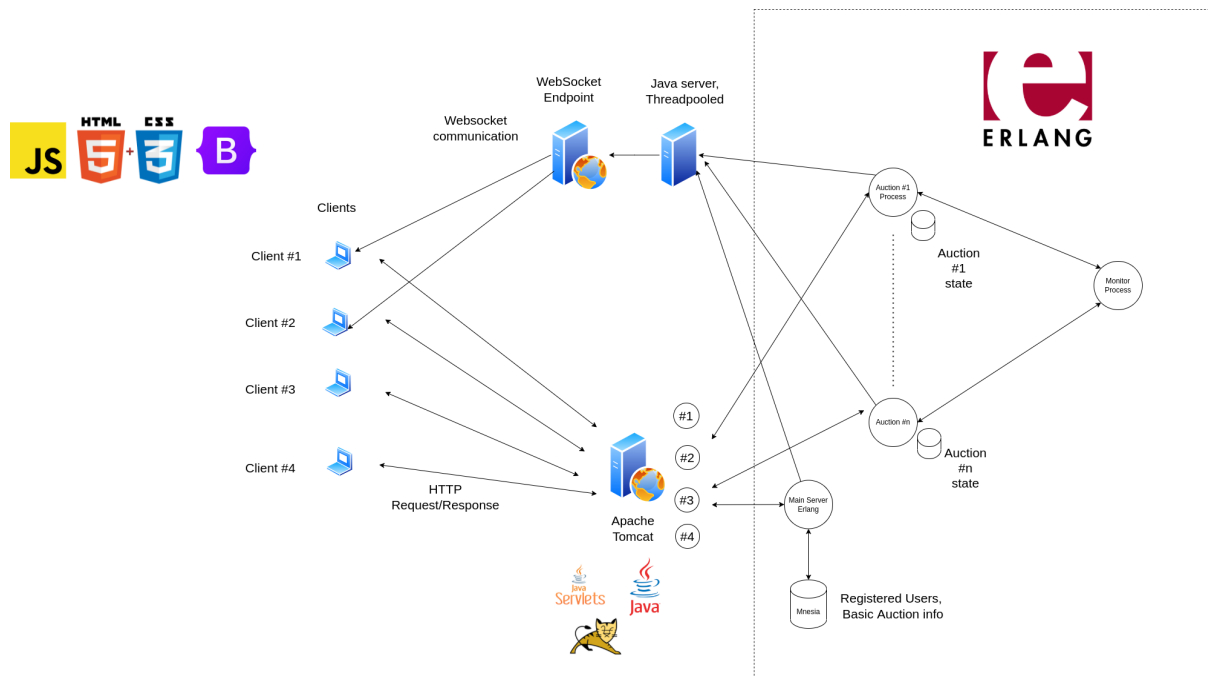 ERLANG
WebSocket
Endpoint
Java server,
Threadpooled
Websocket
communication
HTML
CSS
JS
5
+
3
B
Clients
Client #1
Client #2
Client #3
Client #4
Auction #1
Process
Auction
#1
state
Monitor
Process
Auction #n
Auction
#n
state
#1
#2
#3
#4
HTTP
Request/Response
Apache
Tomcat
Main Server
Erlang
Mnesia
Registered Users,
Basic Auction info
Java
Servlets
Java